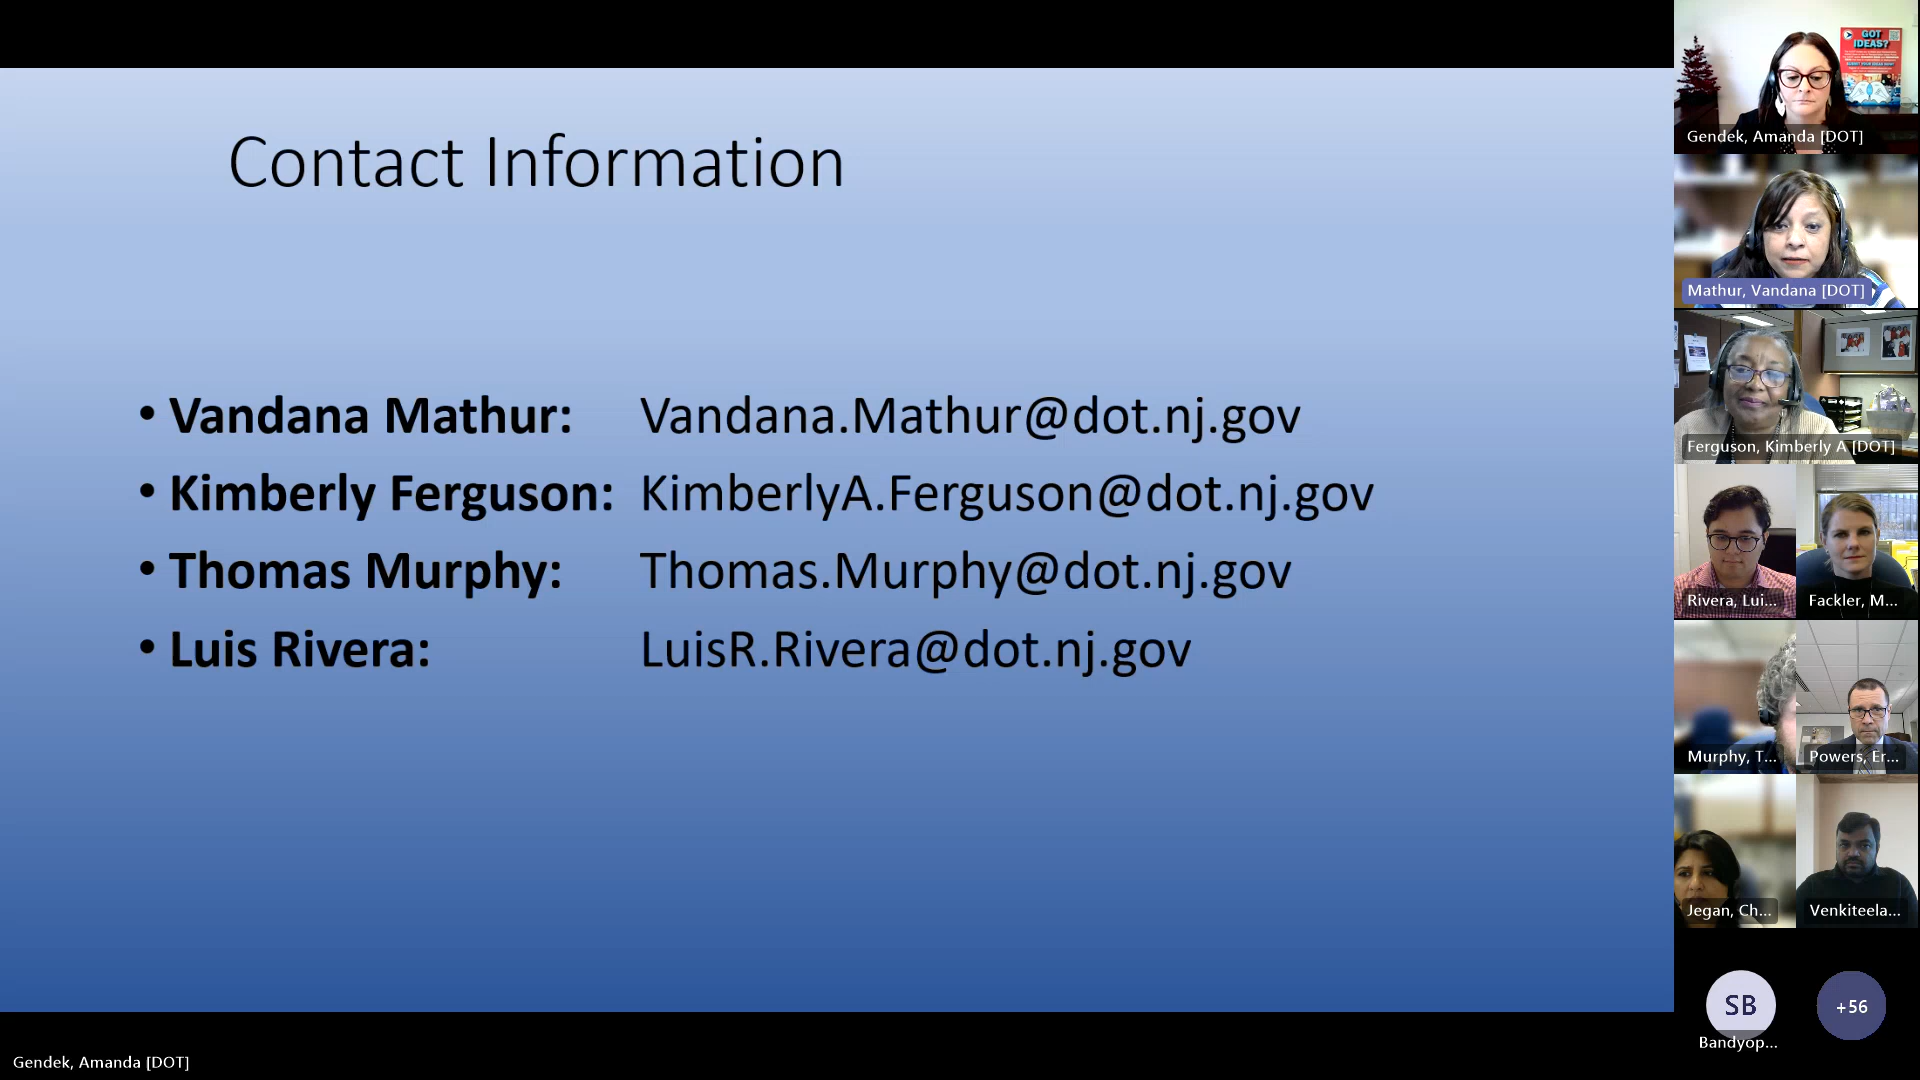 Contact Information
• Vandana Mathur: Vandana.Mathur@dot.nj.gov
• Kimberly Ferguson: KimberlyA.Ferguson@dot.nj.gov
• Thomas Murphy: Thomas.Murphy@dot.nj.gov
• Luis Rivera: LuisR.Rivera@dot.nj.gov
GOT
IDEAS?
Gendek, Amanda [DOT]
Mathur, Vandana [DOT]
Ferguson, Kimberly A [DOT]
Rivera, Lui...
Fackler, M...
Murphy, T...
Powers, Er...
Jegan, Ch...
Venkiteela...
SB
+56
Bandyop...
Gendek, Amanda [DOT]